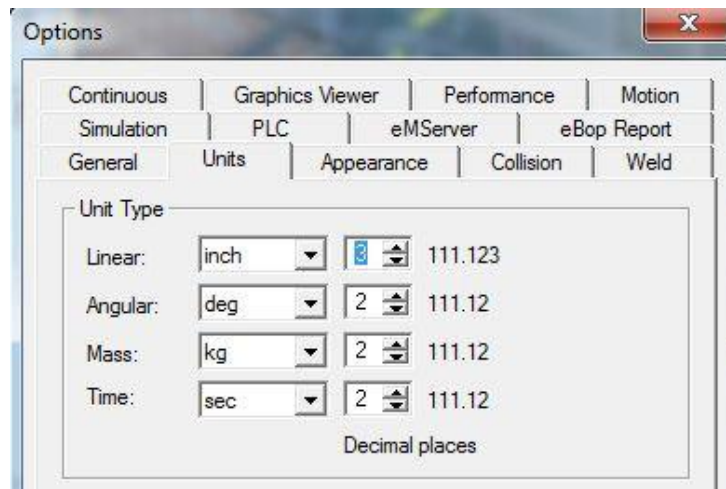 Options
Continuous Graphics Viewer Performance Motion
Simulation PLC eMServer eBop Report
General Units Appearance Collision Weld
Unit Type
Linear: inch 3 111.123
Angular: deg 2 111.12
Mass: kg 2 111.12
Time: sec 2 111.12
Decimal places